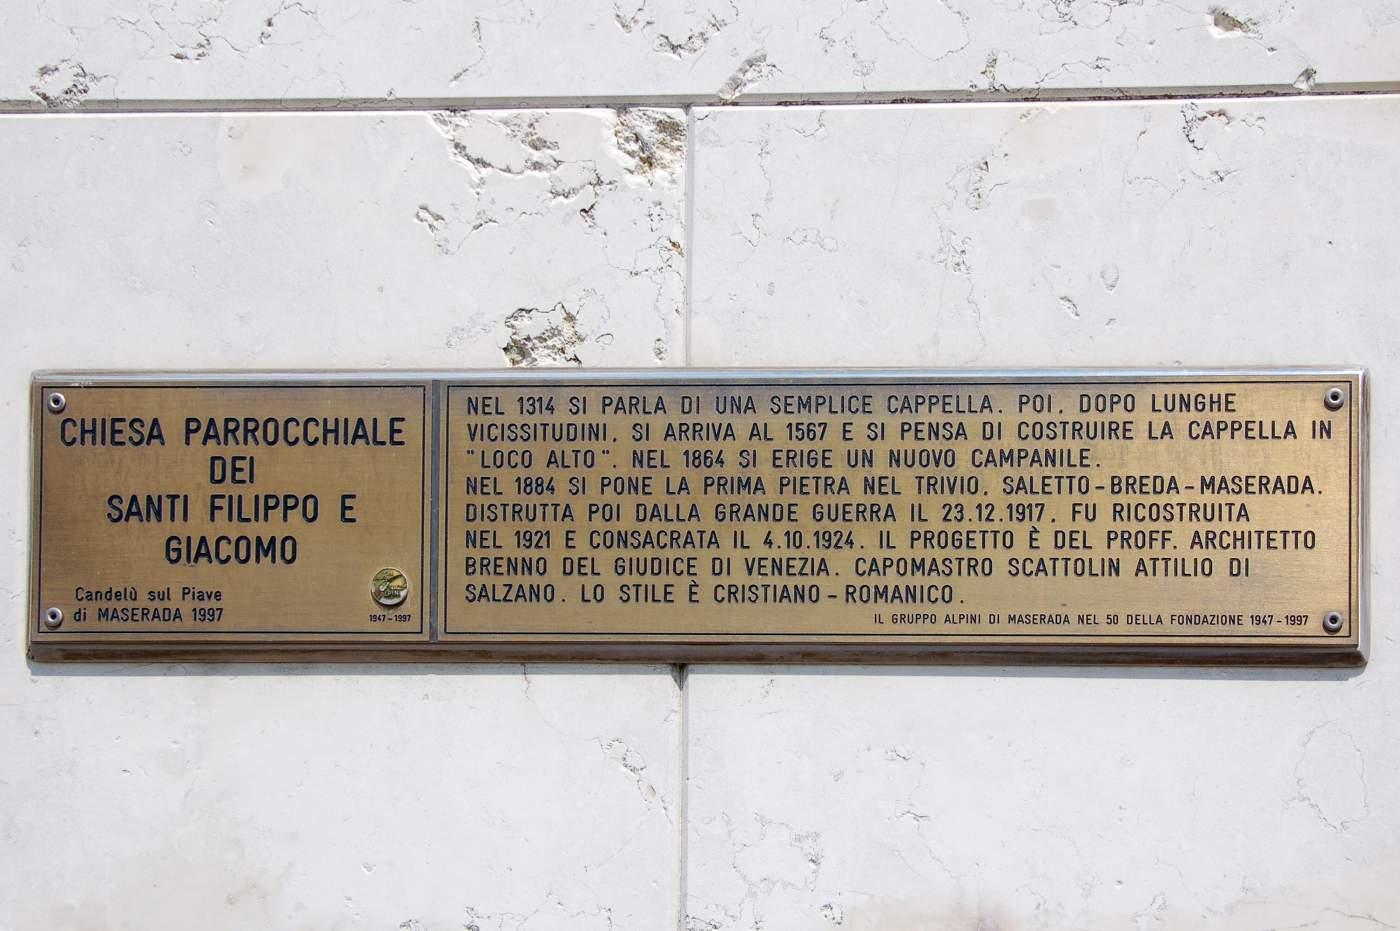 CHIESA PARROCCHIALE
DEI
SANTI FILIPPO E
GIACOMO
Candelù sul Piave
di MASERADA 1997
1947-1997
NEL 1314 SI PARLA DI UNA SEMPLICE CAPPELLA. POI, DOPO LUNGHE
VICISSITUDINI, SI ARRIVA AL 1567 E SI PENSA DI COSTRUIRE LA CAPPELLA IN
"LOCO ALTO". NEL 1864 SI ERIGE UN NUOVO CAMPANILE.
NEL 1884 SI PONE LA PRIMA PIETRA NEL TRIVIO, SALETTO-BREDA-MASERADA.
DISTRUTTA POI DALLA GRANDE GUERRA IL 23.12.1917, FU RICOSTRUITA
NEL 1921 E CONSACRATA IL 4.10.1924. IL PROGETTO È DEL PROFF. ARCHITETTO
BRENNO DEL GIUDICE DI VENEZIA. CAPOMASTRO SCATTOLIN ATTILIO DI
SALZANO. LO STILE È CRISTIANO-ROMANICO.
IL GRUPPO ALPINI DI MASERADA NEL 50 DELLA FONDAZIONE 1947-1997